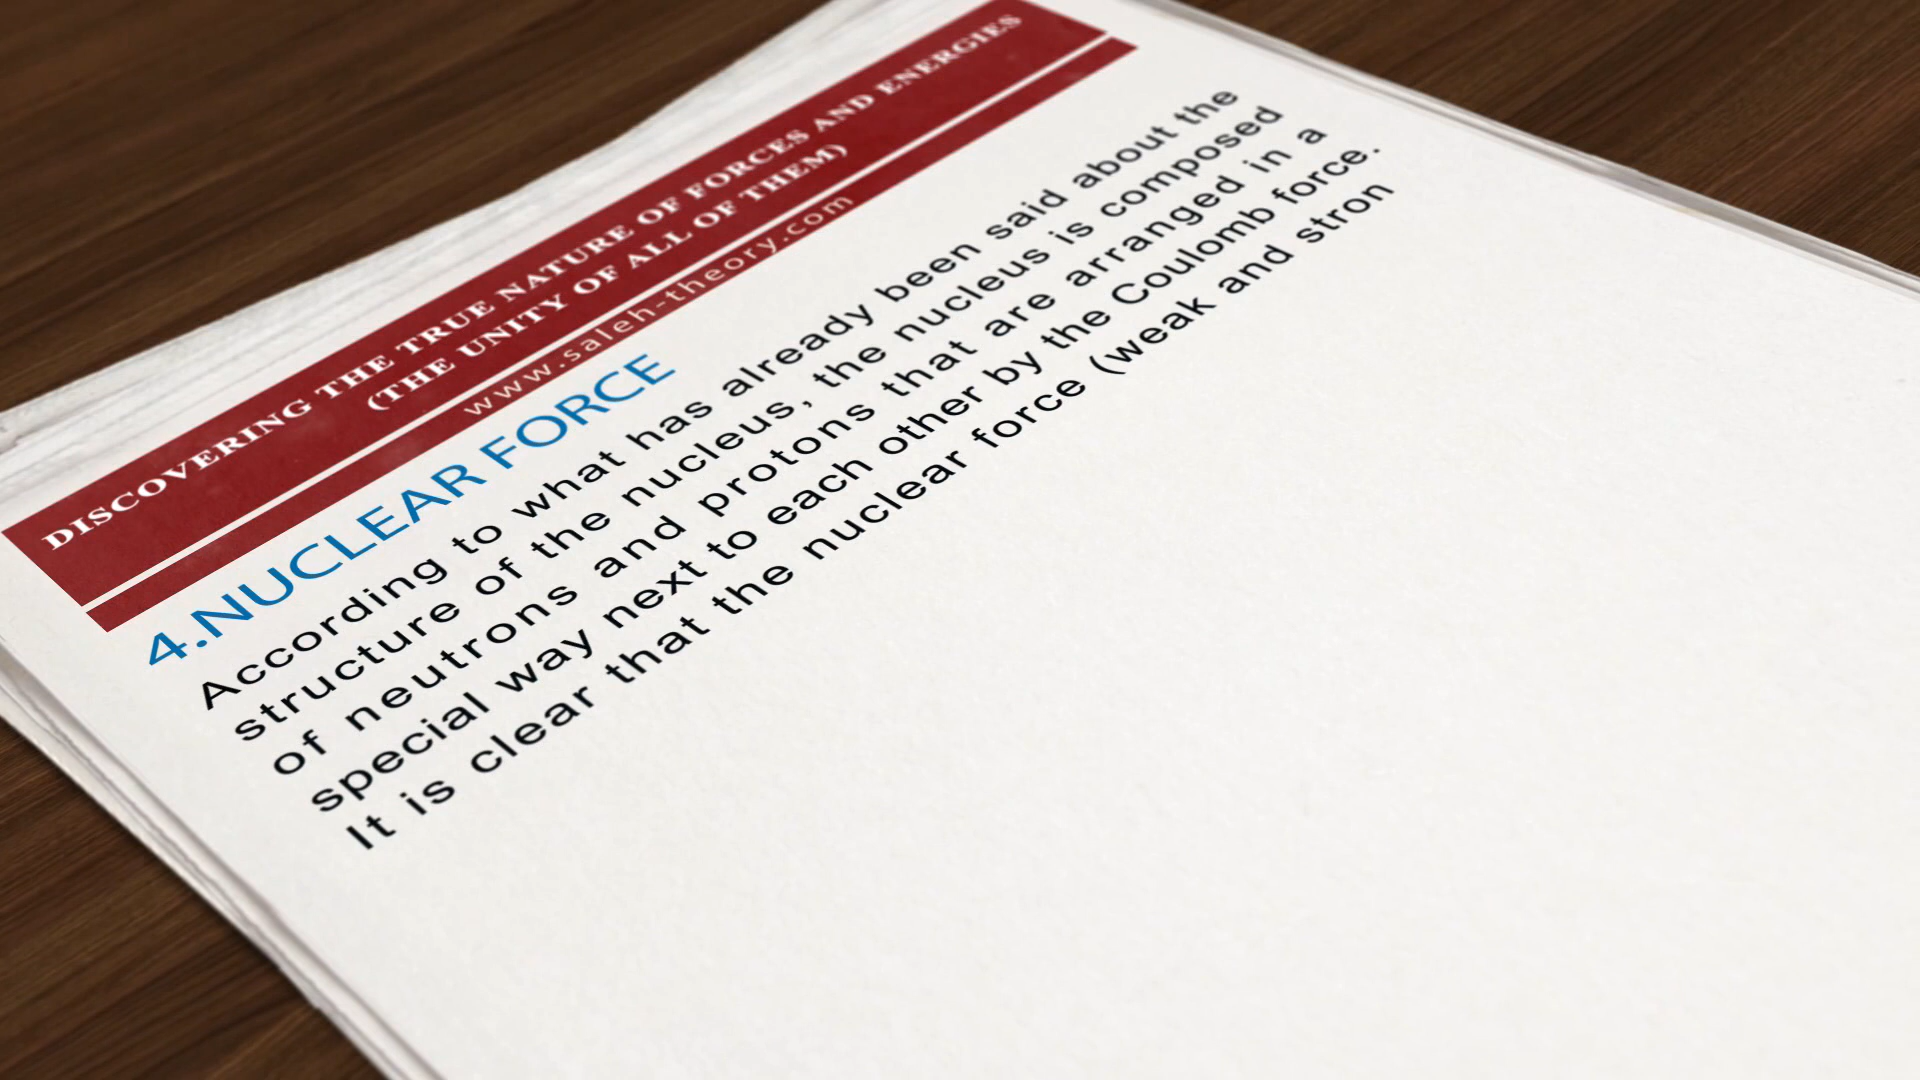 DISCOVERING THE TRUE NATURE OF FORCES AND ENERGIES
(THE UNITY OF ALL OF THEM)
www.saleh-theory.com
4.NUCLEAR FORCE
According to what has already been said about the
structure of the nucleus, the nucleus is composed
of neutrons and protons that are arranged in a
special way next to each other by the Coulomb force.
It is clear that the nuclear force (weak and stron